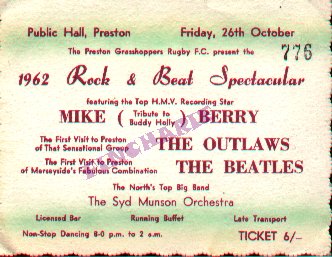 Public Hall, Preston Friday, 26th October
The Preston Grasshoppers Rugby F.C. present the
776
1962 Rock & Beat Spectacular
featuring the Top H.M.V. Recording Star
MIKE ( Tribute to Buddy Holly ) BERRY
The First Visit to Preston of That Sensational Group THE OUTLAWS
The First Visit to Preston of Merseyside's Fabulous Combination THE BEATLES
The North's Top Big Band
The Syd Munson Orchestra
Licensed Bar Running Buffet Late Transport
Non-Stop Dancing 8-0 p.m. to 2 a.m. TICKET 6/-